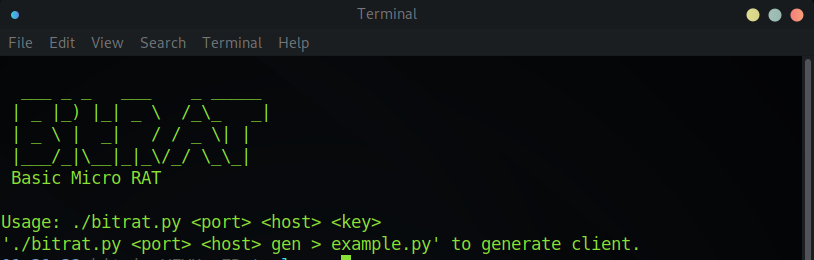 Terminal
File Edit View Search Terminal Help
BitRAT
Basic Micro RAT
Usage: ./bitrat.py <port> <host> <key>
'./bitrat.py <port> <host> gen > example.py' to generate client.